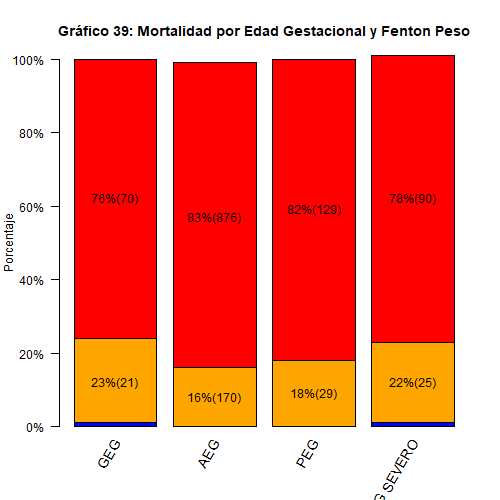 Gráfico 39: Mortalidad por Edad Gestacional y Fenton Peso
Porcentaje
100%
80%
60%
40%
20%
0%
76%(70)
83%(876)
82%(129)
78%(90)
23%(21)
16%(170)
18%(29)
22%(25)
GEG
AEG
PEG
G SEVERO